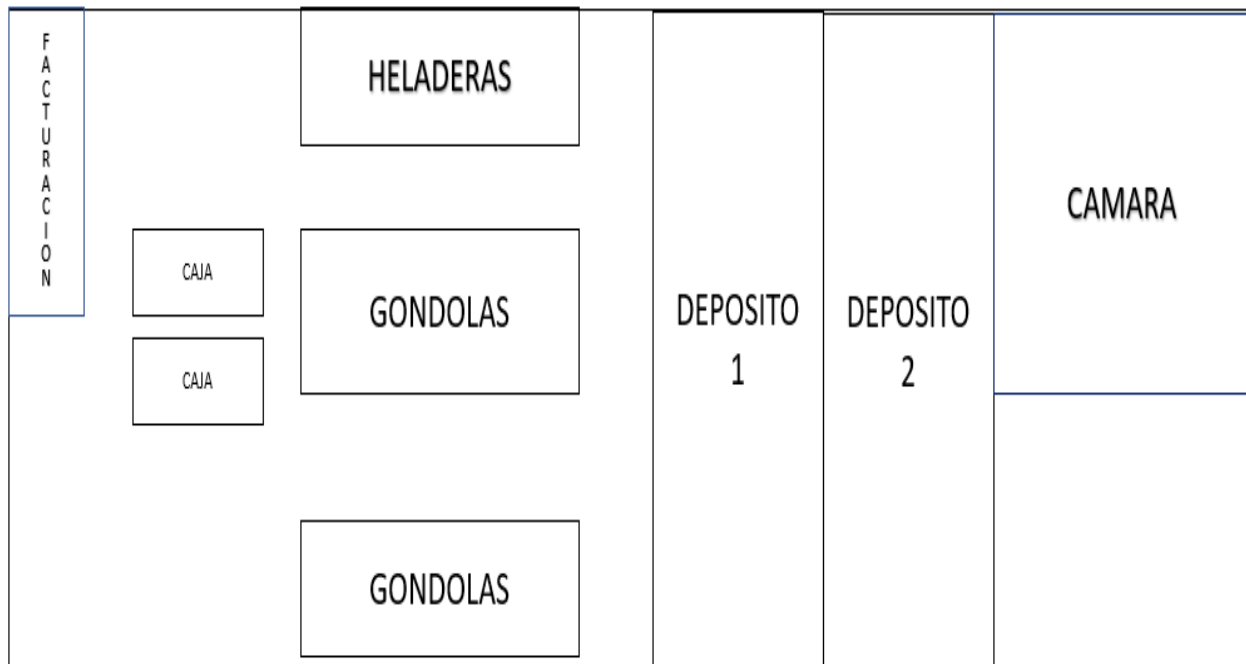 FACTURACION
HELADERAS
CAJA
CAJA
GONDOLAS
GONDOLAS
DEPOSITO
1
DEPOSITO
2
CAMARA